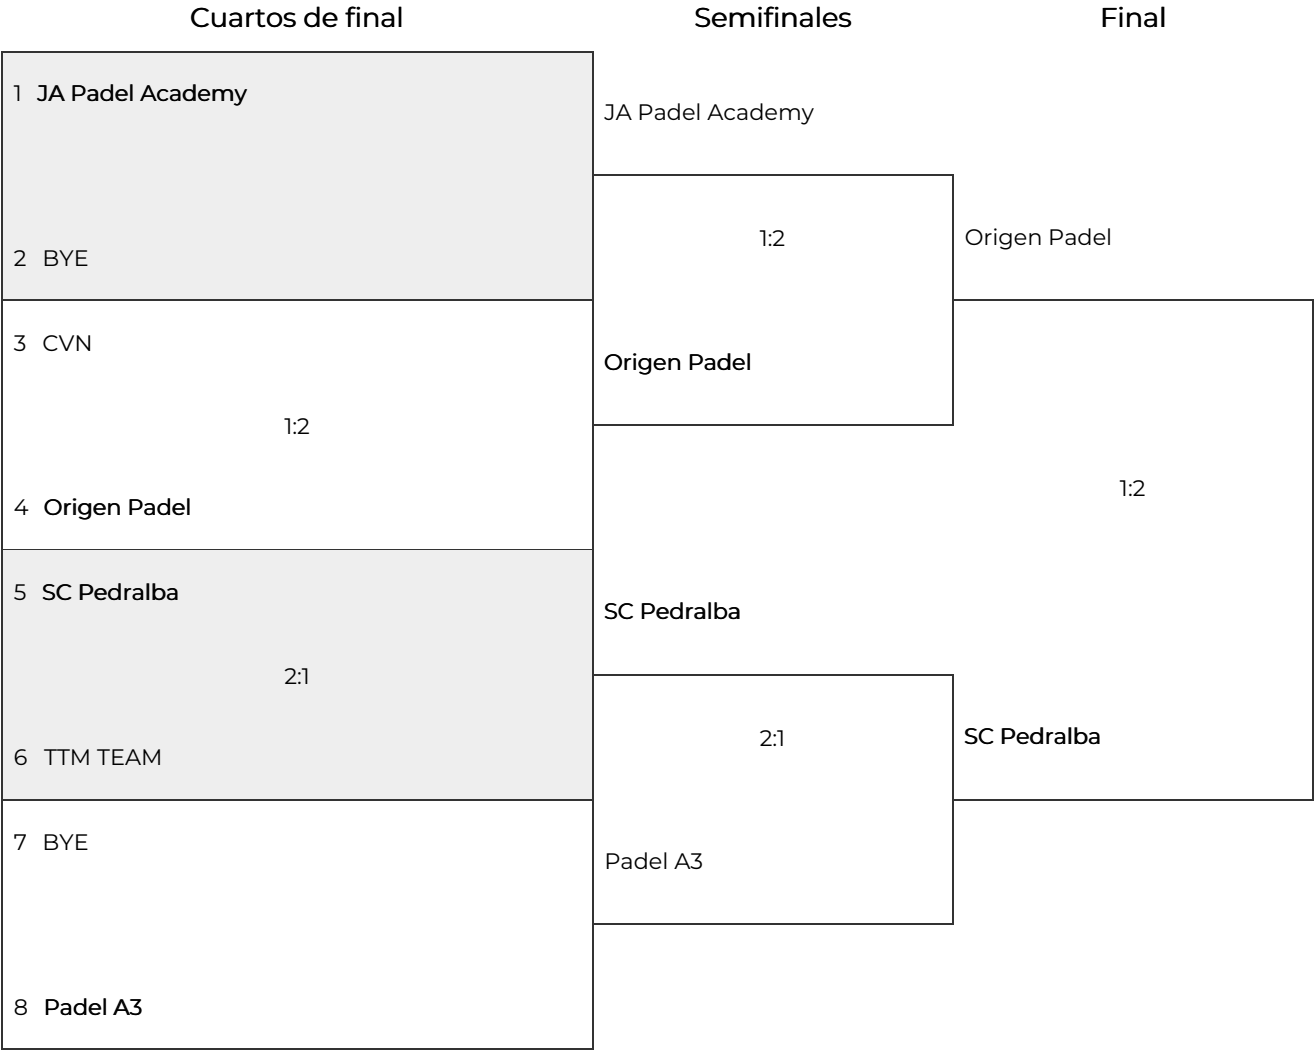 Cuartos de final
Semifinales
Final
1 JA Padel Academy
2 BYE
3 CVN
1:2
4 Origen Padel
5 SC Pedralba
2:1
6 TTM TEAM
7 BYE
8 Padel A3
JA Padel Academy
1:2
Origen Padel
SC Pedralba
2:1
Padel A3
Origen Padel
1:2
SC Pedralba